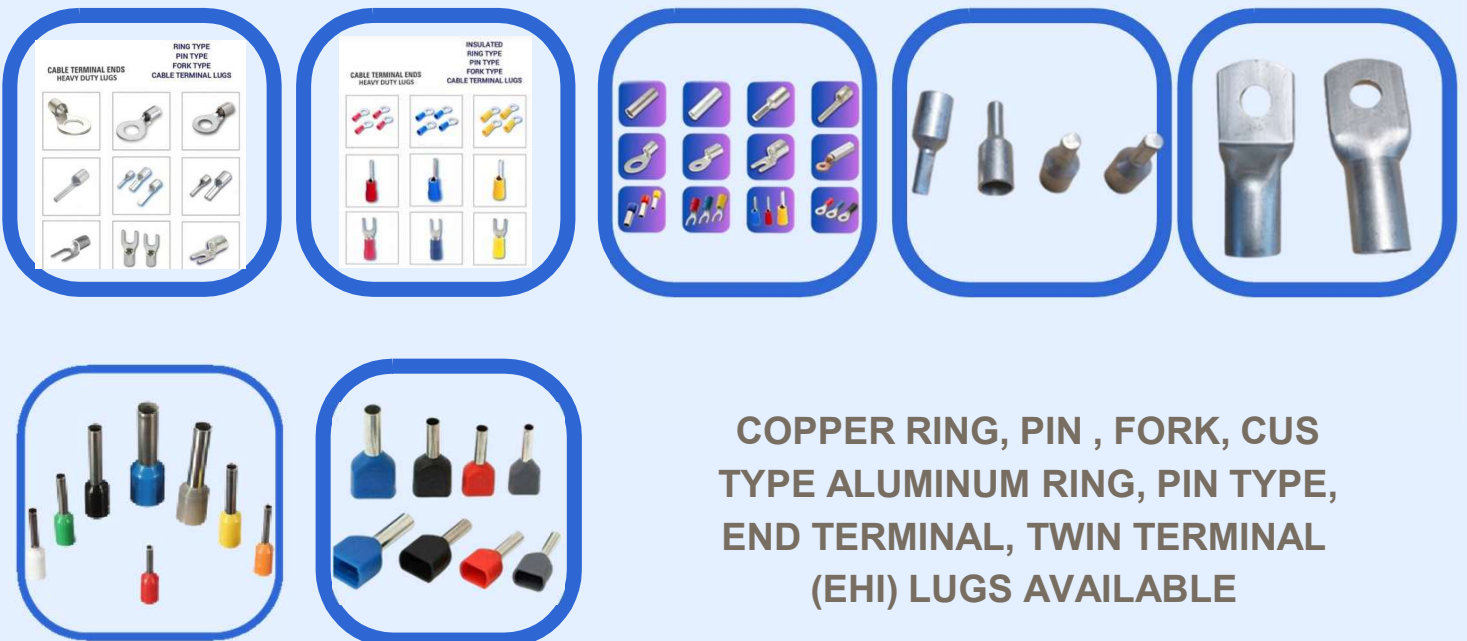 RING TYPE
PIN TYPE
FORK TYPE
CABLE TERMINAL LUGS
CABLE TERMINAL ENDS
HEAVY DUTY LUGS
INSULATED
RING TYPE
PIN TYPE
FORK TYPE
CABLE TERMINAL LUGS
CABLE TERMINAL ENDS
HEAVY DUTY LUGS
COPPER RING, PIN , FORK, CUS
TYPE ALUMINUM RING, PIN TYPE,
END TERMINAL, TWIN TERMINAL
(EHI) LUGS AVAILABLE